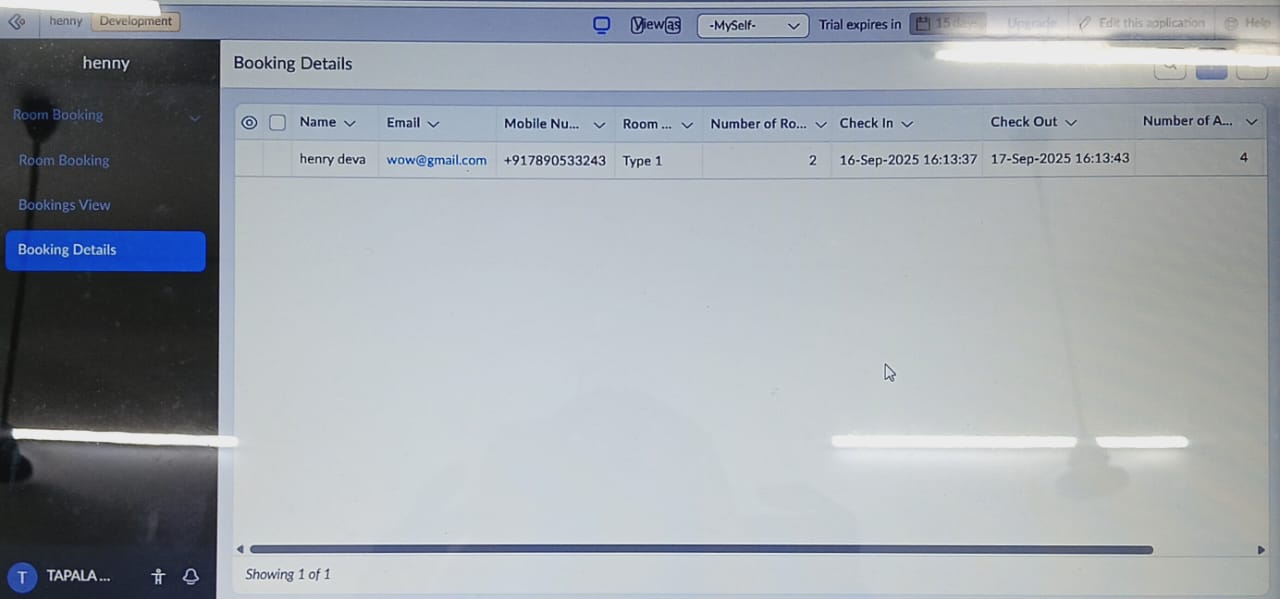 henny Development View as -MySelf- Trial expires in 15 days Upgrade Edit this application Help
henny
Booking Details
Room Booking
Room Booking
Bookings View
Booking Details
Name Email Mobile Nu... Room ... Number of Ro... Check In Check Out Number of A...
henry deva wow@gmail.com +917890533243 Type 1 2 16-Sep-2025 16:13:37 17-Sep-2025 16:13:43 4
Showing 1 of 1
T TAPALA...